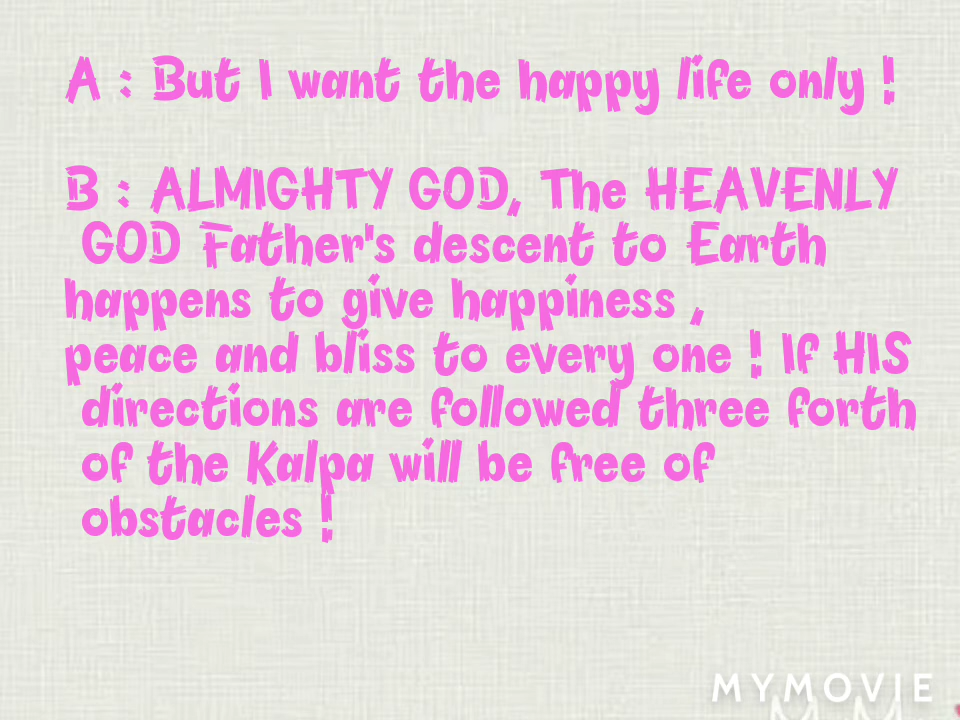 A : But I want the happy life only !
B : ALMIGHTY GOD, The HEAVENLY
GOD Father's descent to Earth
happens to give happiness ,
peace and bliss to every one ! If HIS
directions are followed three forth
of the Kalpa will be free of
obstacles !
MYMOVIE